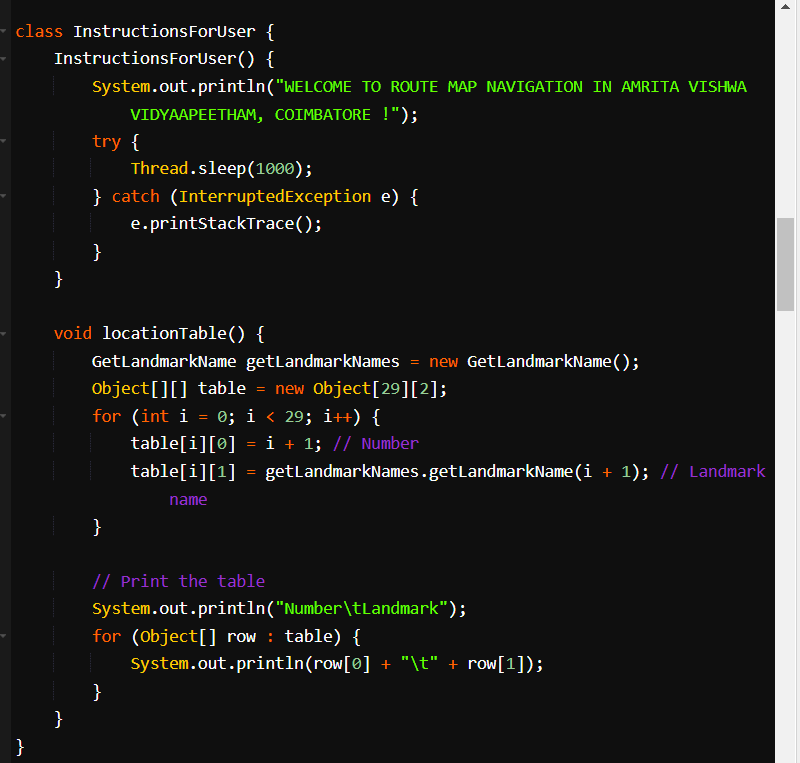 class InstructionsForUser {
    InstructionsForUser() {
        System.out.println("WELCOME TO ROUTE MAP NAVIGATION IN AMRITA VISHWA
            VIDYAAPEETHAM, COIMBATORE !");
        try {
            Thread.sleep(1000);
        } catch (InterruptedException e) {
            e.printStackTrace();
        }
    }

    void locationTable() {
        GetLandmarkName getLandmarkNames = new GetLandmarkName();
        Object[][] table = new Object[29][2];
        for (int i = 0; i < 29; i++) {
            table[i][0] = i + 1; // Number
            table[i][1] = getLandmarkNames.getLandmarkName(i + 1); // Landmark
                name
        }

        // Print the table
        System.out.println("Number\tLandmark");
        for (Object[] row : table) {
            System.out.println(row[0] + "\t" + row[1]);
        }
    }
}